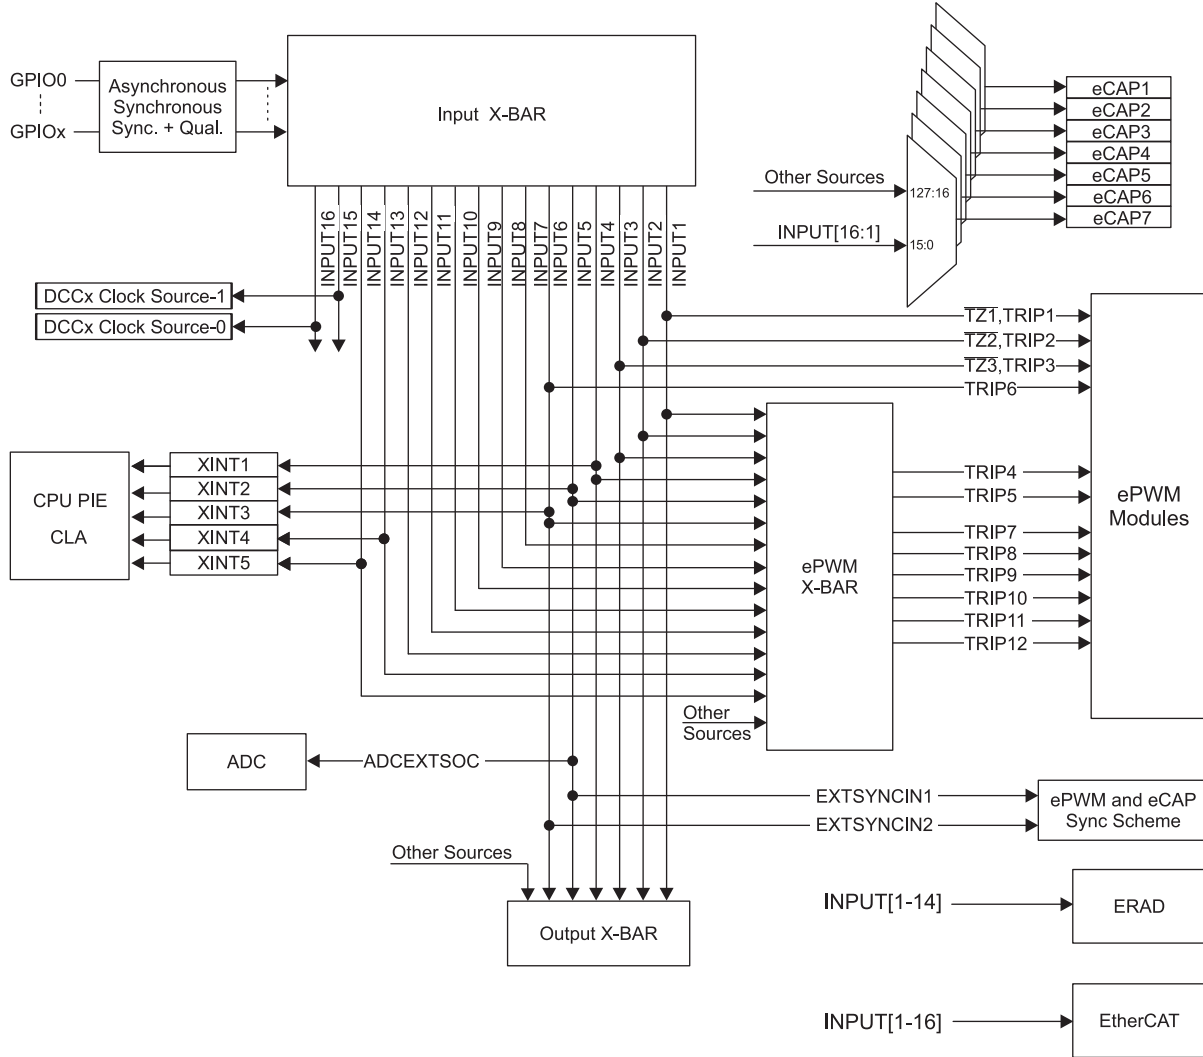 GPIO0
GPIOx
Asynchronous
Synchronous
Sync. + Qual.
Input X-BAR
INPUT16
INPUT15
INPUT14
INPUT13
INPUT12
INPUT11
INPUT10
INPUT9
INPUT8
INPUT7
INPUT6
INPUT5
INPUT4
INPUT3
INPUT2
INPUT1
Other Sources
INPUT[16:1]
127:16
15:0
eCAP1
eCAP2
eCAP3
eCAP4
eCAP5
eCAP6
eCAP7
DCCx Clock Source-1
DCCx Clock Source-0
TZ1,TRIP1
TZ2,TRIP2
TZ3,TRIP3
TRIP6
CPU PIE
CLA
XINT1
XINT2
XINT3
XINT4
XINT5
ePWM
X-BAR
TRIP4
TRIP5
TRIP7
TRIP8
TRIP9
TRIP10
TRIP11
TRIP12
ePWM
Modules
Other
Sources
ADC
ADCEXTSOC
EXTSYNCIN1
EXTSYNCIN2
ePWM and eCAP
Sync Scheme
Other Sources
Output X-BAR
INPUT[1-14]
ERAD
INPUT[1-16]
EtherCAT